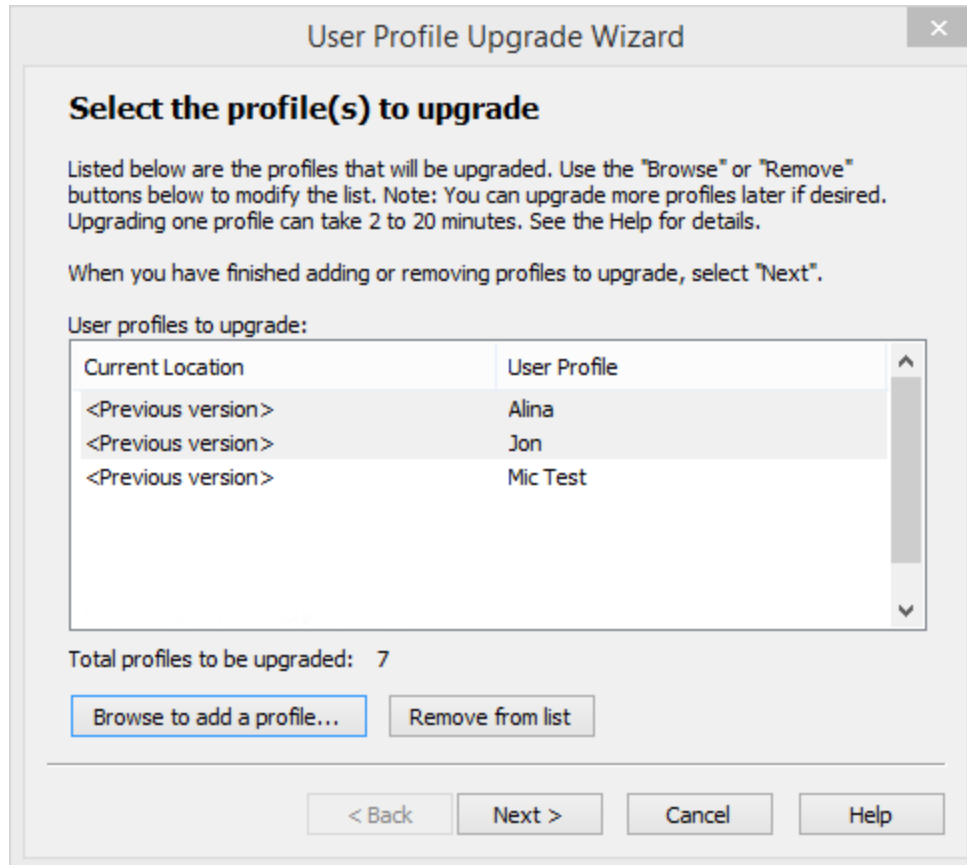 User Profile Upgrade Wizard
Select the profile(s) to upgrade
Listed below are the profiles that will be upgraded. Use the "Browse" or "Remove"
buttons below to modify the list. Note: You can upgrade more profiles later if desired.
Upgrading one profile can take 2 to 20 minutes. See the Help for details.
When you have finished adding or removing profiles to upgrade, select "Next".
User profiles to upgrade:
Current Location User Profile
<Previous version> Alina
<Previous version> Jon
<Previous version> Mic Test
Total profiles to be upgraded: 7
Browse to add a profile... Remove from list
< Back Next > Cancel Help